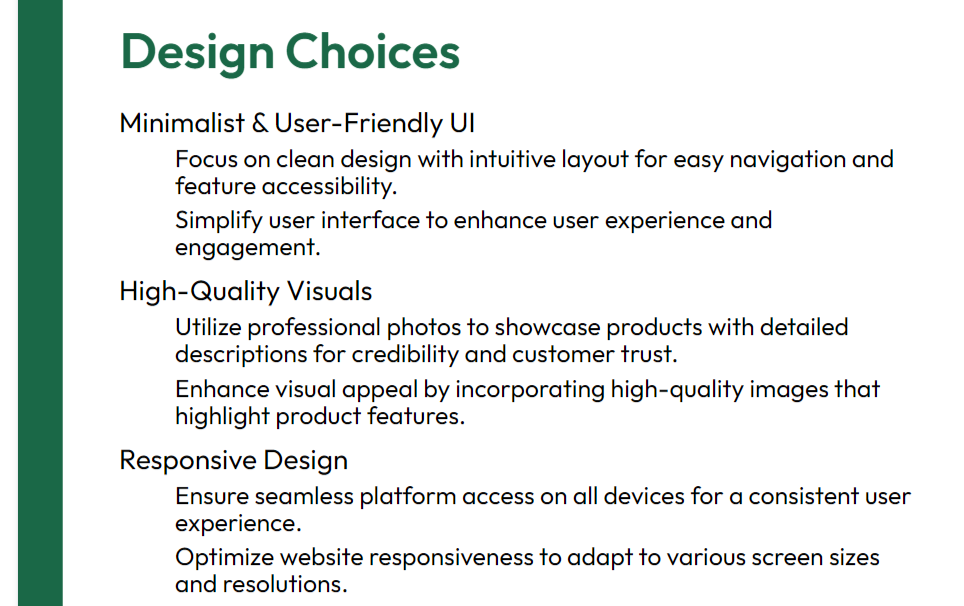 Design Choices
Minimalist & User-Friendly UI
Focus on clean design with intuitive layout for easy navigation and
feature accessibility.
Simplify user interface to enhance user experience and
engagement.
High-Quality Visuals
Utilize professional photos to showcase products with detailed
descriptions for credibility and customer trust.
Enhance visual appeal by incorporating high-quality images that
highlight product features.
Responsive Design
Ensure seamless platform access on all devices for a consistent user
experience.
Optimize website responsiveness to adapt to various screen sizes
and resolutions.